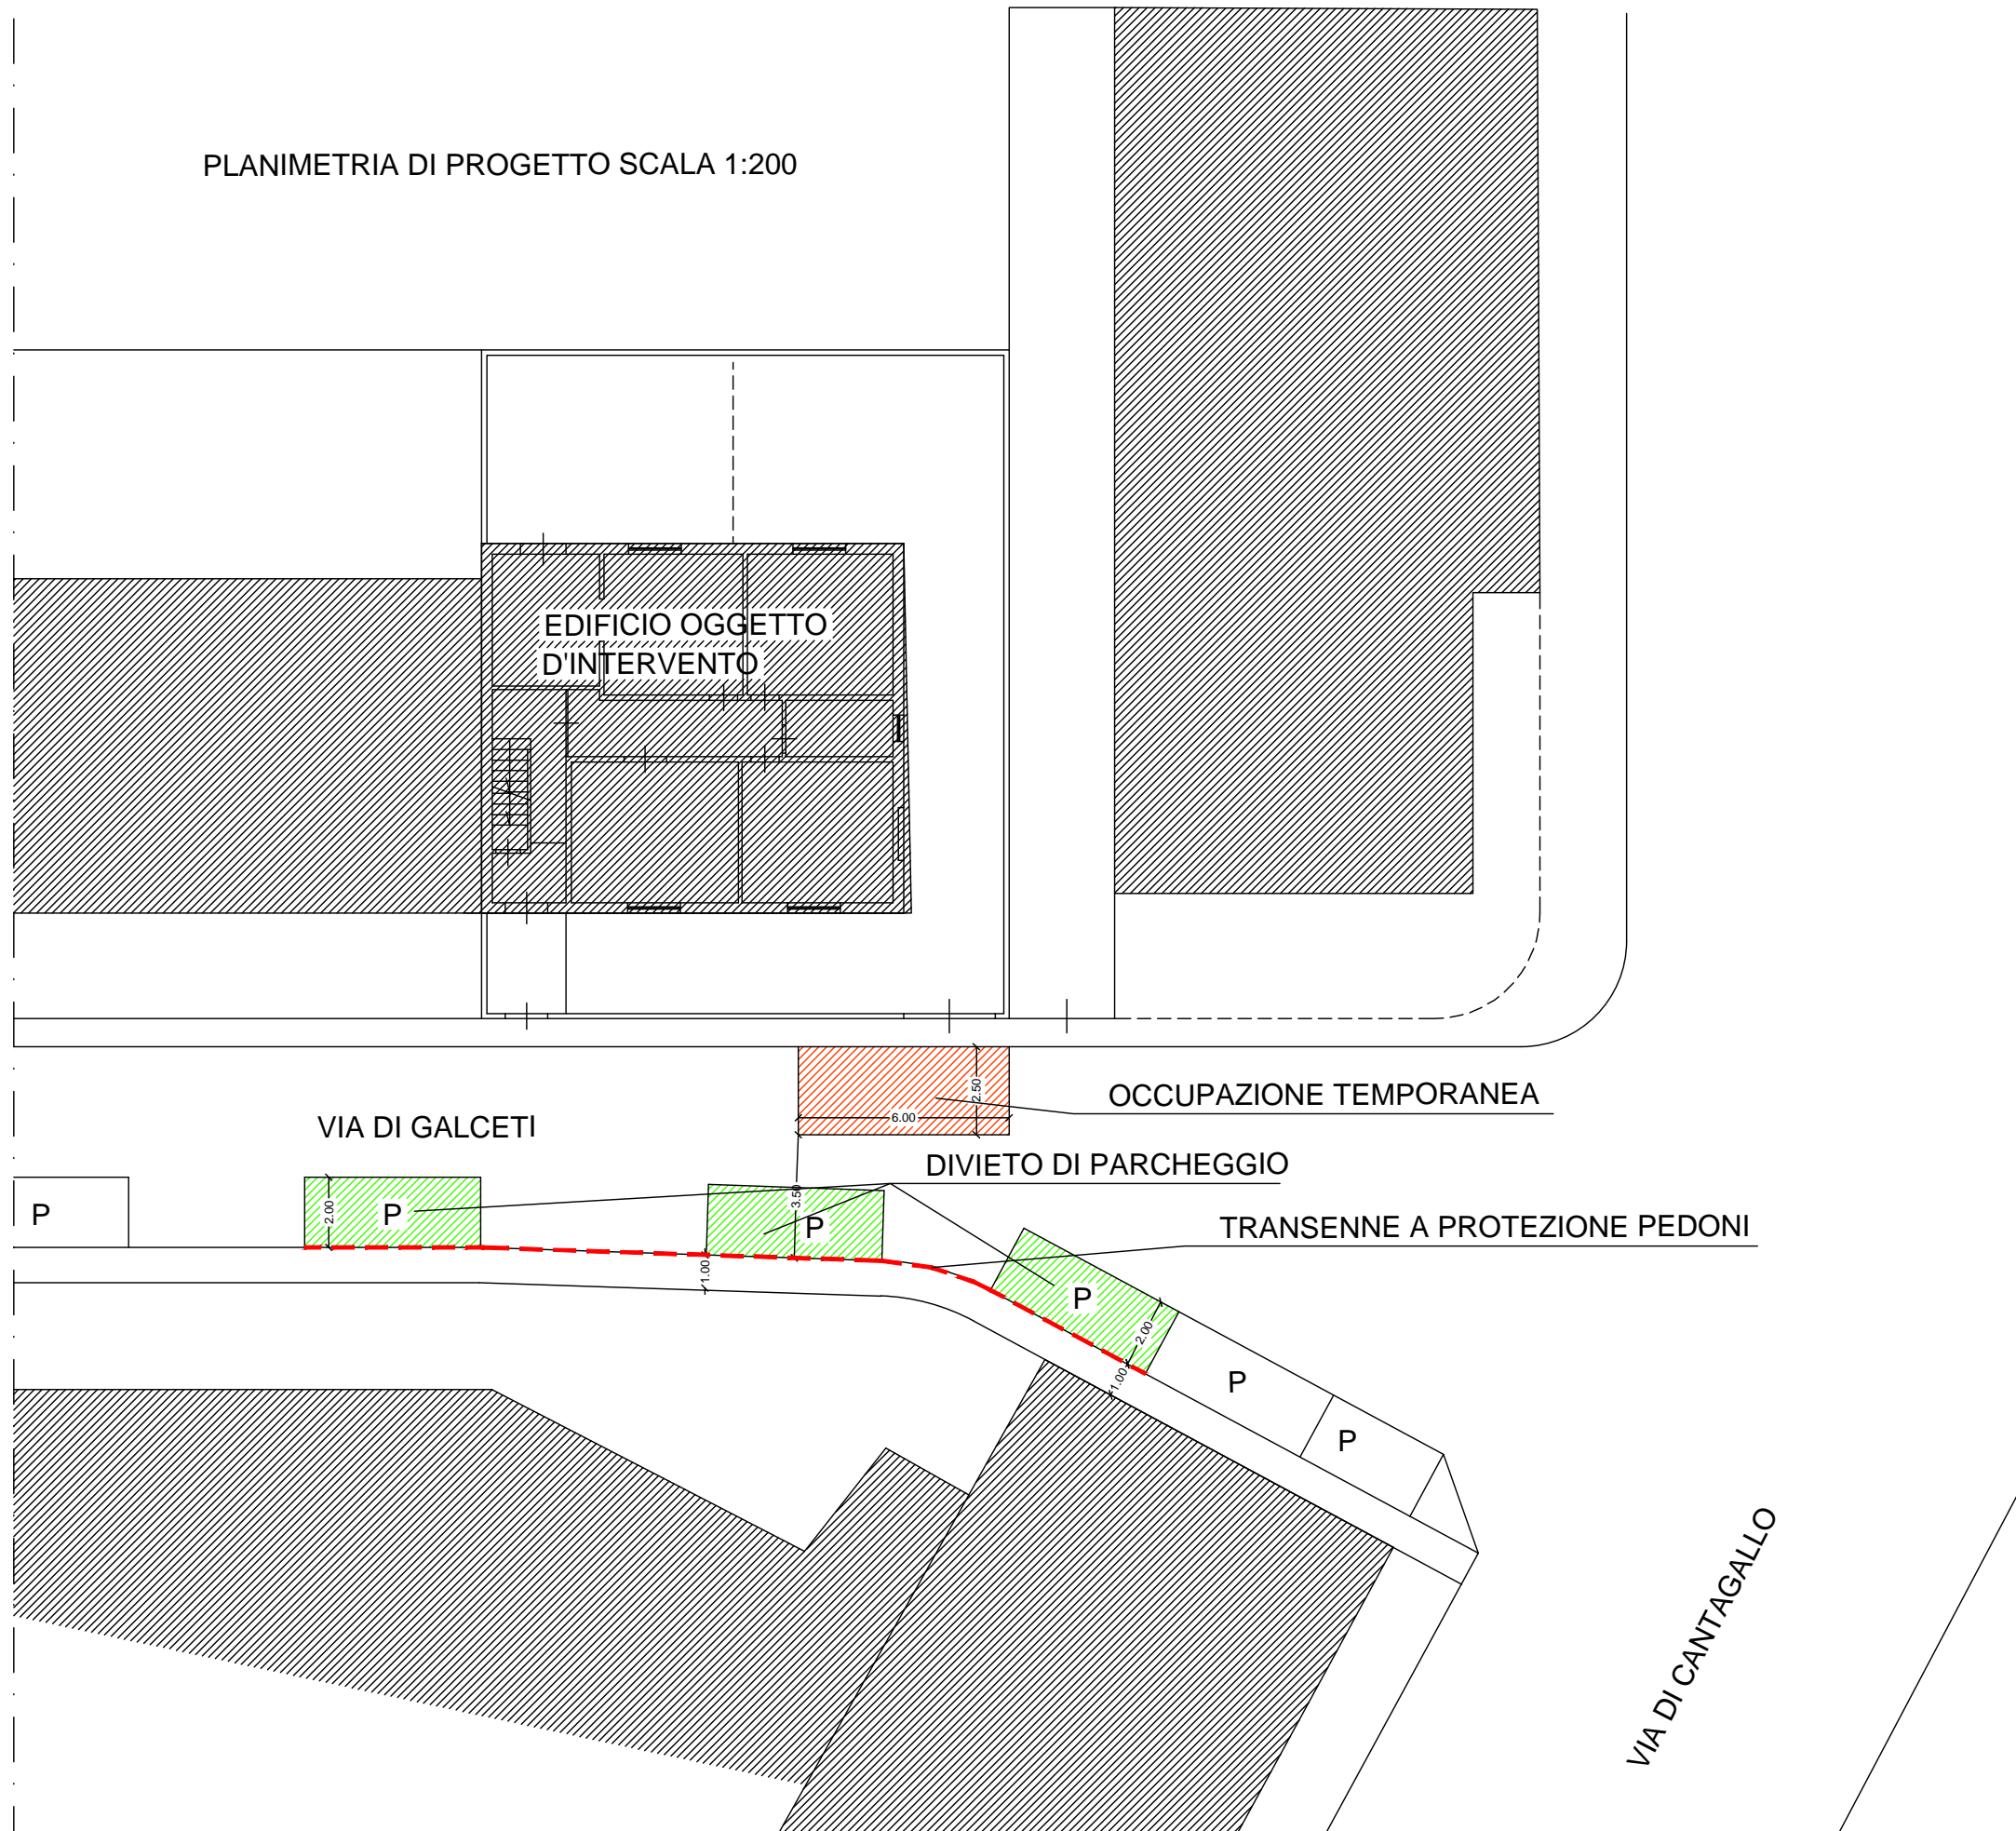 PLANIMETRIA DI PROGETTO SCALA 1:200
EDIFICIO OGGETTO
D'INTERVENTO
2.50
OCCUPAZIONE TEMPORANEA
6.00
VIA DI GALCETI
DIVIETO DI PARCHEGGIO
3.50
P
2.00
P
P
TRANSENNE A PROTEZIONE PEDONI
1.00
P
2.00
1.00
P
P
VIA DI CANTAGALLO